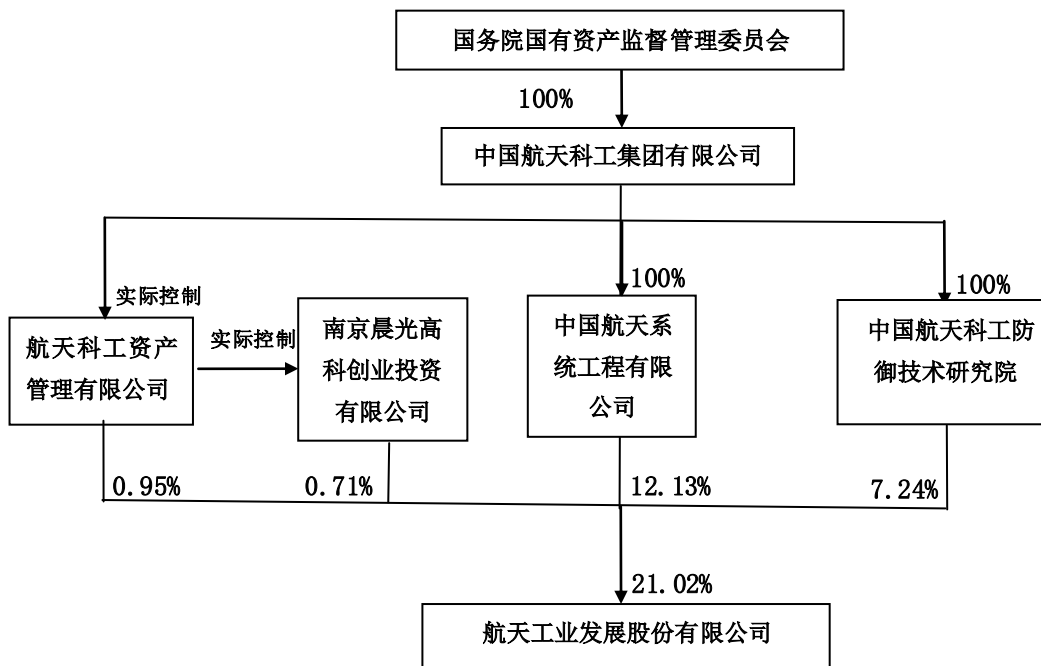 国务院国有资产监督管理委员会
100%
中国航天科工集团有限公司
实际控制
100%
100%
航天科工资产
管理有限公司
实际控制
南京晨光高
科创业投资
有限公司
中国航天系
统工程有限
公司
中国航天科工防
御技术研究院
0.95%
0.71%
12.13%
7.24%
21.02%
航天工业发展股份有限公司